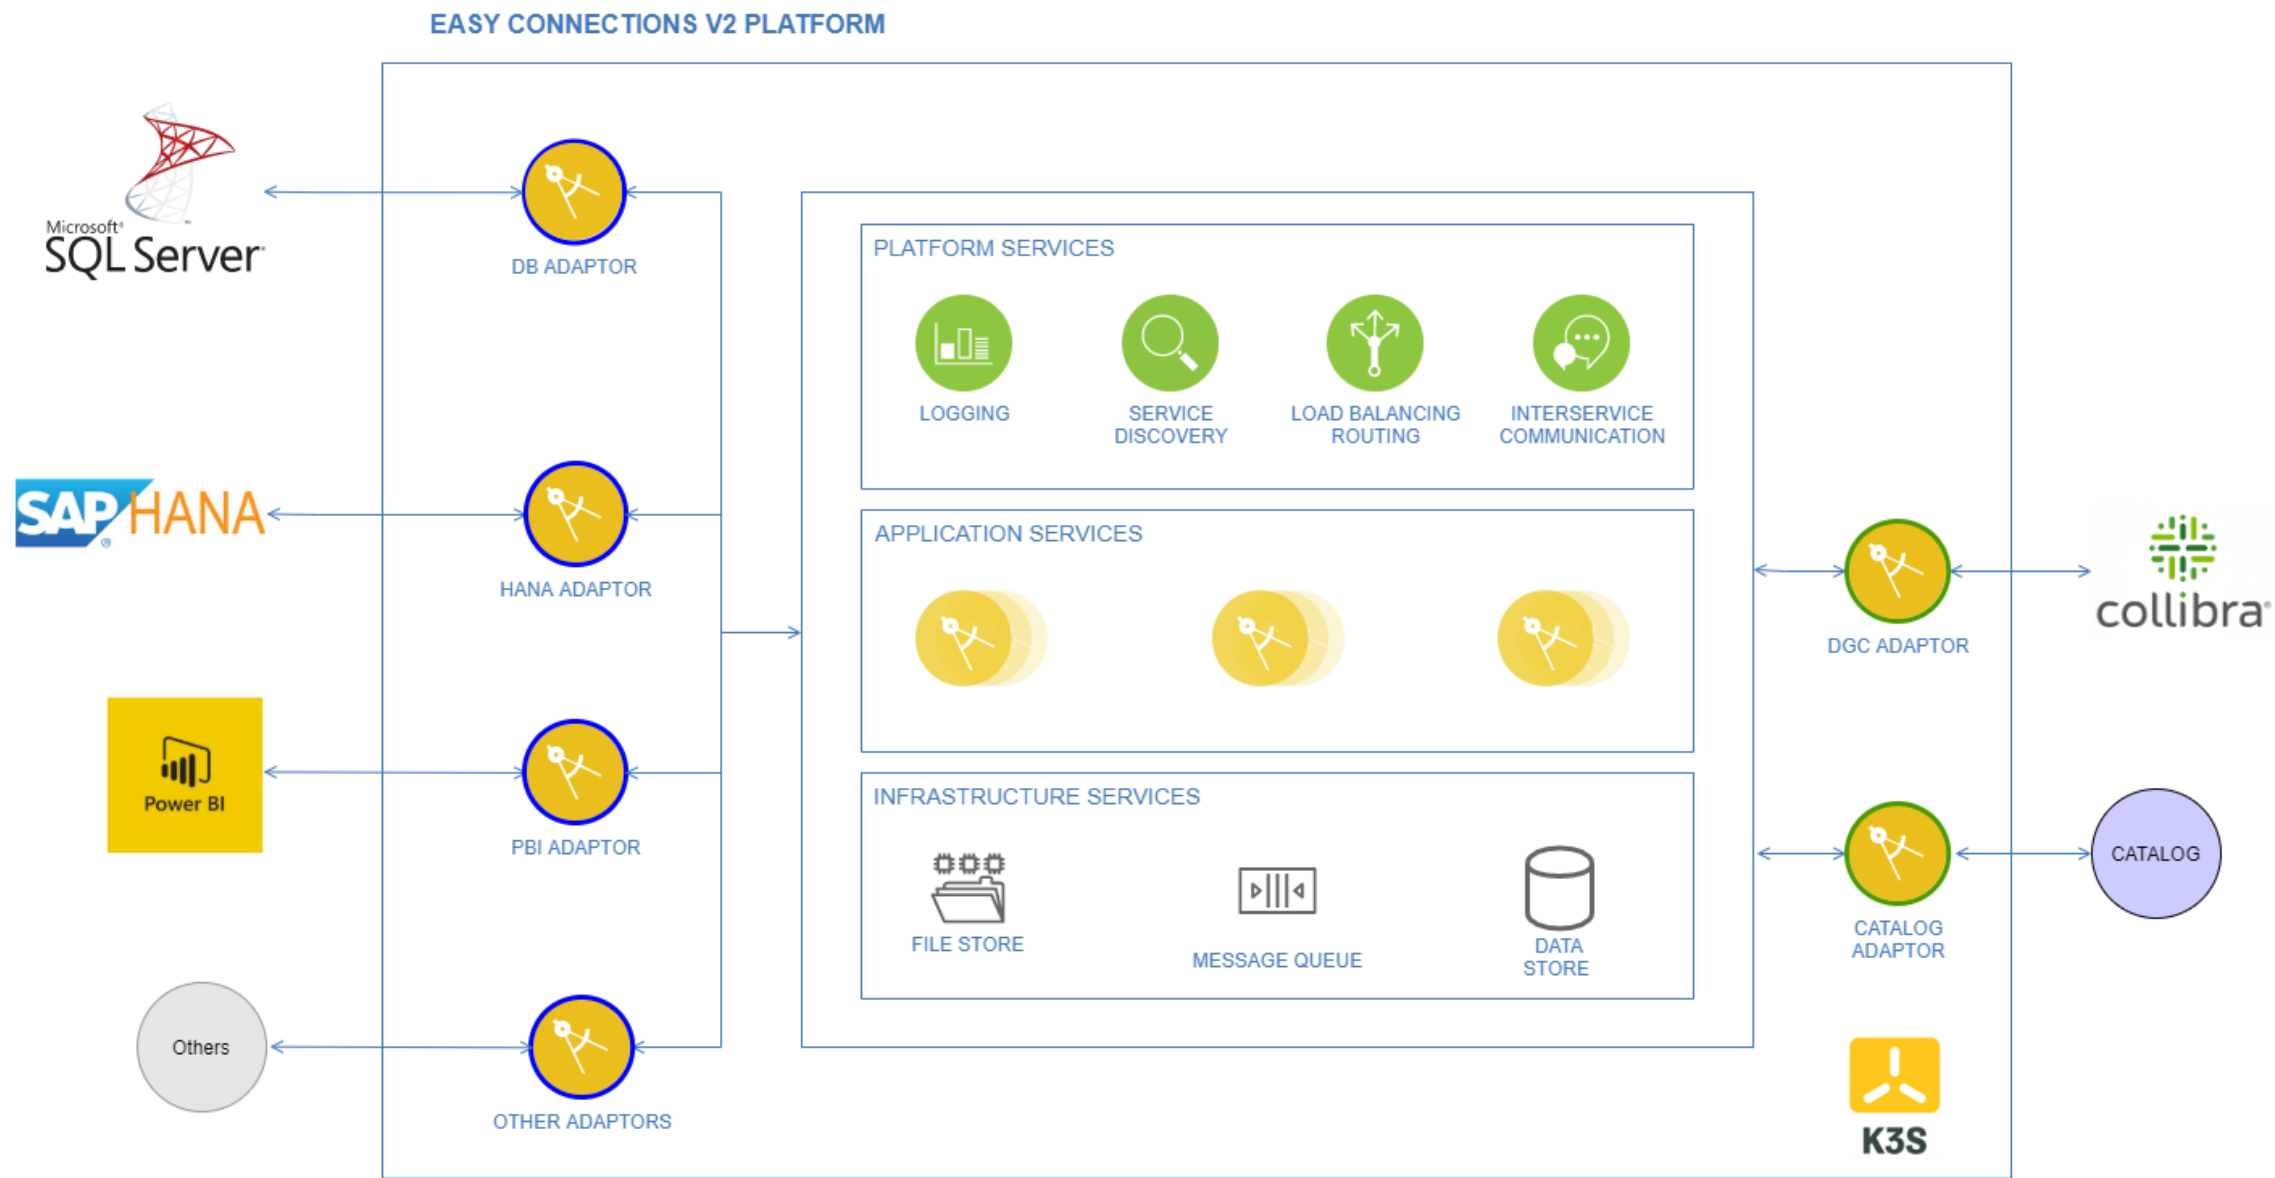 EASY CONNECTIONS V2 PLATFORM
Microsoft®
SQL Server
DB ADAPTOR
SAP HANA
®
HANA ADAPTOR
Power BI
PBI ADAPTOR
Others
OTHER ADAPTORS
PLATFORM SERVICES
LOGGING
SERVICE
DISCOVERY
LOAD BALANCING
ROUTING
INTERSERVICE
COMMUNICATION
APPLICATION SERVICES
INFRASTRUCTURE SERVICES
FILE STORE
MESSAGE QUEUE
DATA
STORE
DGC ADAPTOR
collibra®
CATALOG
ADAPTOR
CATALOG
K3S